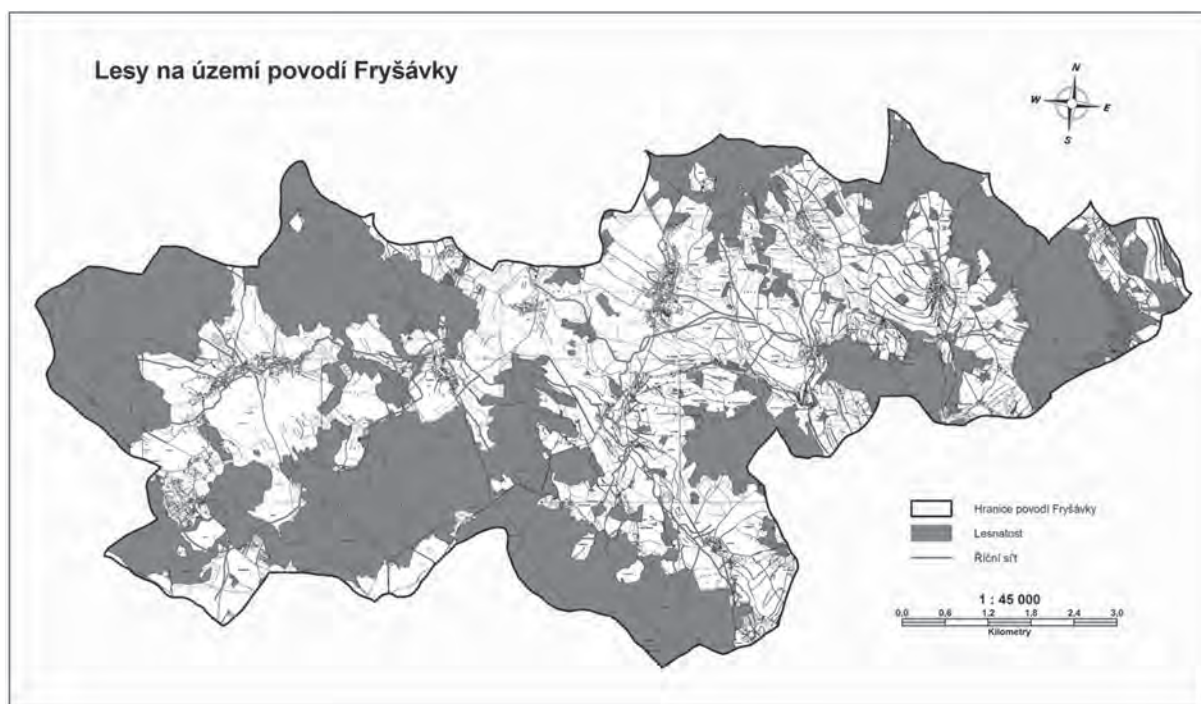 Lesy na území povodí Fryšávky
N
W
E
S
Hranice povodí Fryšávky
Lesnatost
Říční síť
1 : 45 000
0,0 0,6 1,2 1,8 2,4 3,0
Kilometry